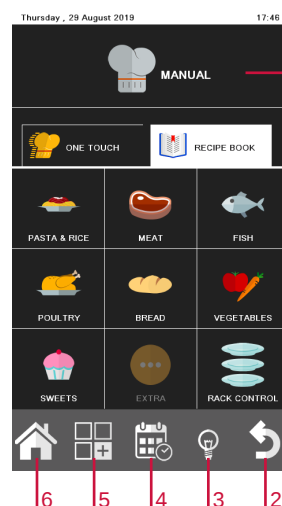 Thursday , 29 August 2019 17:46
MANUAL
ONE TOUCH RECIPE BOOK
PASTA & RICE MEAT FISH
POULTRY BREAD VEGETABLES
SWEETS EXTRA RACK CONTROL
6 5 4 3 2